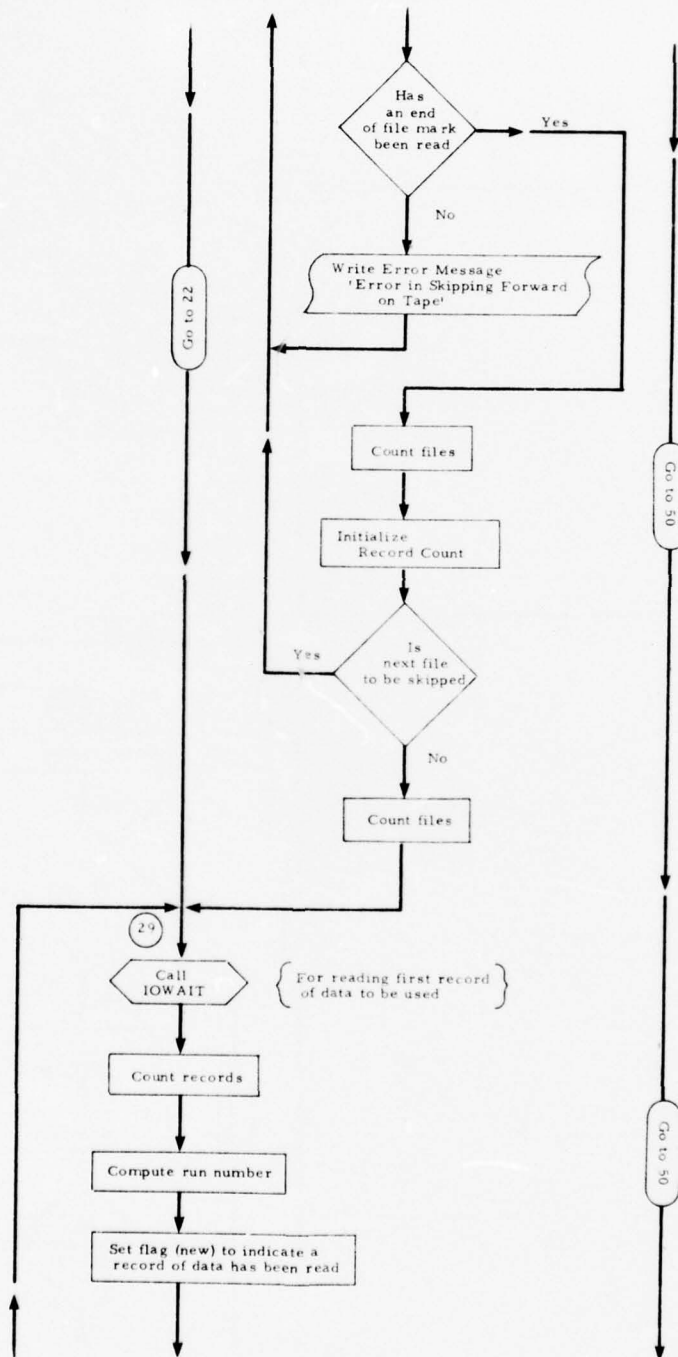 Has
an end
of file mark
been read
Yes
No
Write Error Message
'Error in Skipping Forward
on Tape'
Go to 22
Count files
Go to 50
Initialize
Record Count
Is
next file
to be skipped
Yes
No
Count files
29
Call
IOWAIT
For reading first record
of data to be used
Count records
Compute run number
Go to 50
Set flag (new) to indicate a
record of data has been read